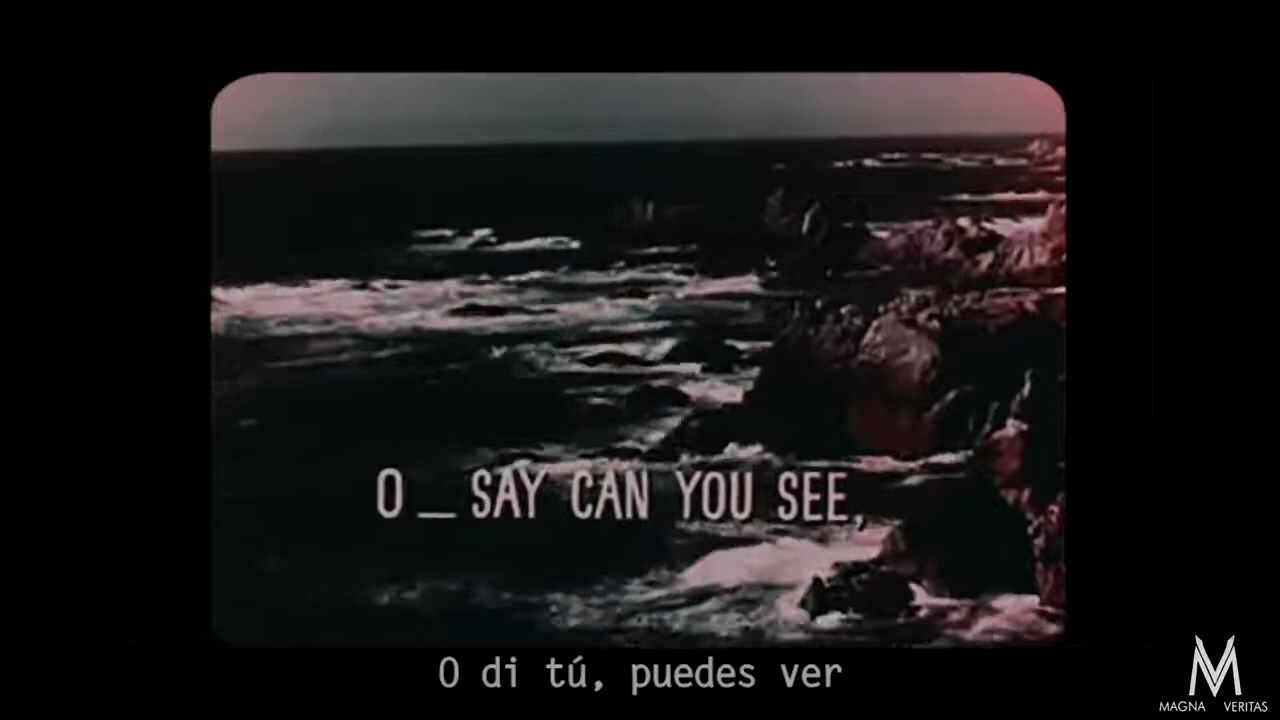 O _ SAY CAN YOU SEE,
O di tú, puedes ver
MAGNA VERITAS